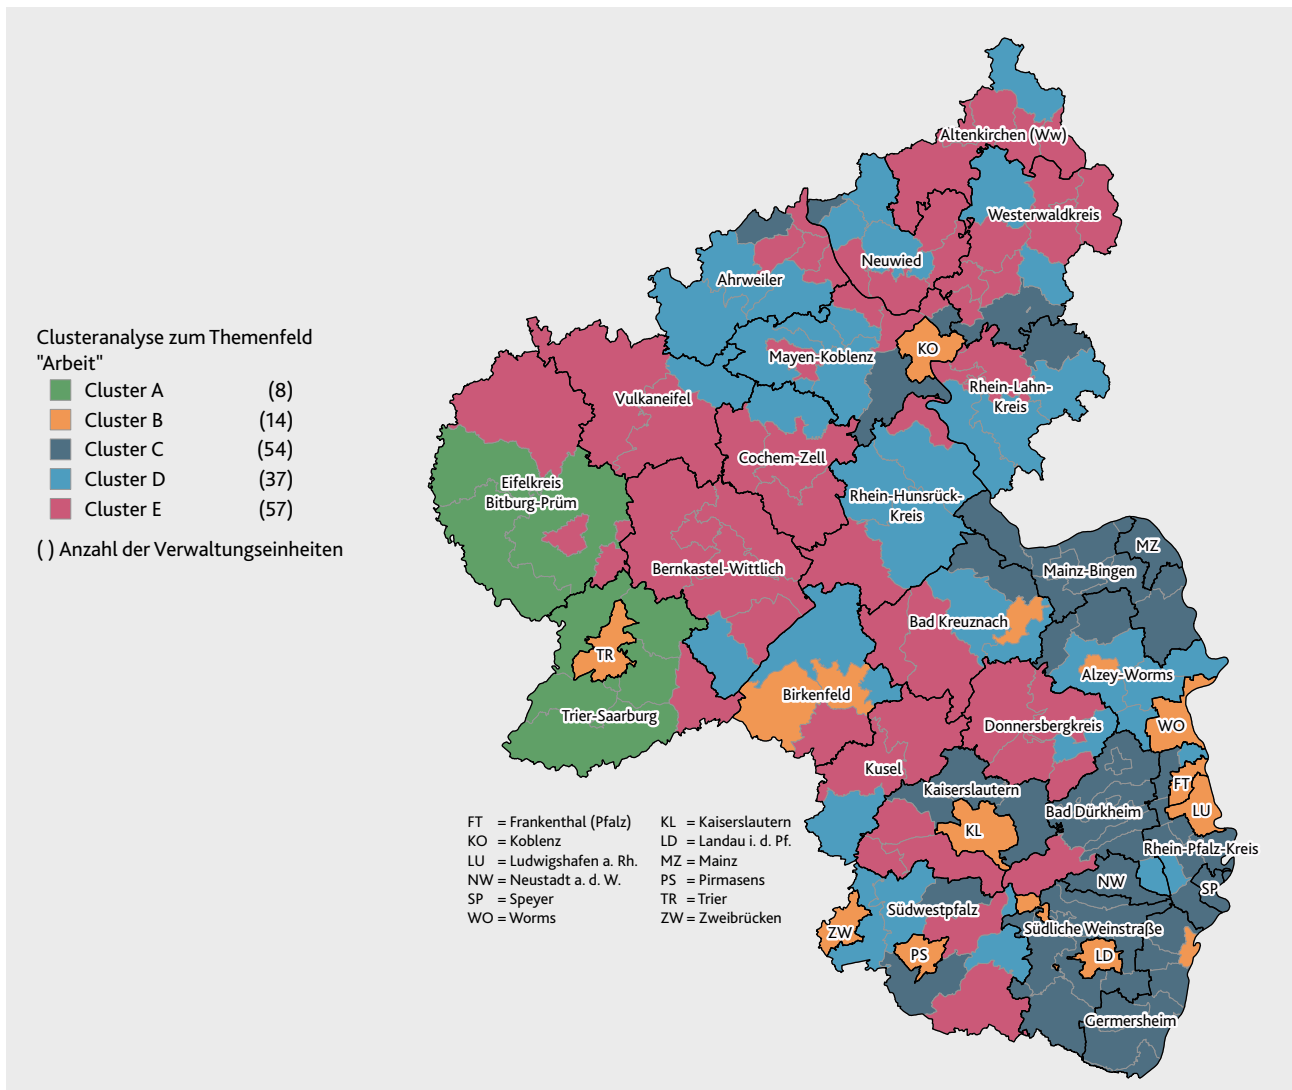 Clusteranalyse zum Themenfeld
"Arbeit"
Cluster A (8)
Cluster B (14)
Cluster C (54)
Cluster D (37)
Cluster E (57)
( ) Anzahl der Verwaltungseinheiten
Altenkirchen (Ww)
Westerwaldkreis
Neuwied
Ahrweiler
KO
Mayen-Koblenz
Rhein-Lahn-
Kreis
Vulkaneifel
Cochem-Zell
Eifelkreis
Bitburg-Prüm
Rhein-Hunsrück-
Kreis
MZ
Mainz-Bingen
Bernkastel-Wittlich
Bad Kreuznach
TR
Alzey-Worms
Birkenfeld
Trier-Saarburg
Donnersbergkreis
WO
Kusel
Kaiserslautern
FT
LU
Bad Dürkheim
KL
Rhein-Pfalz-Kreis
NW
SP
Südwestpfalz
ZW
Südliche Weinstraße
PS
LD
Germersheim
FT = Frankenthal (Pfalz) KL = Kaiserslautern
KO = Koblenz LD = Landau i. d. Pf.
LU = Ludwigshafen a. Rh. MZ = Mainz
NW = Neustadt a. d. W. PS = Pirmasens
SP = Speyer TR = Trier
WO = Worms ZW = Zweibrücken